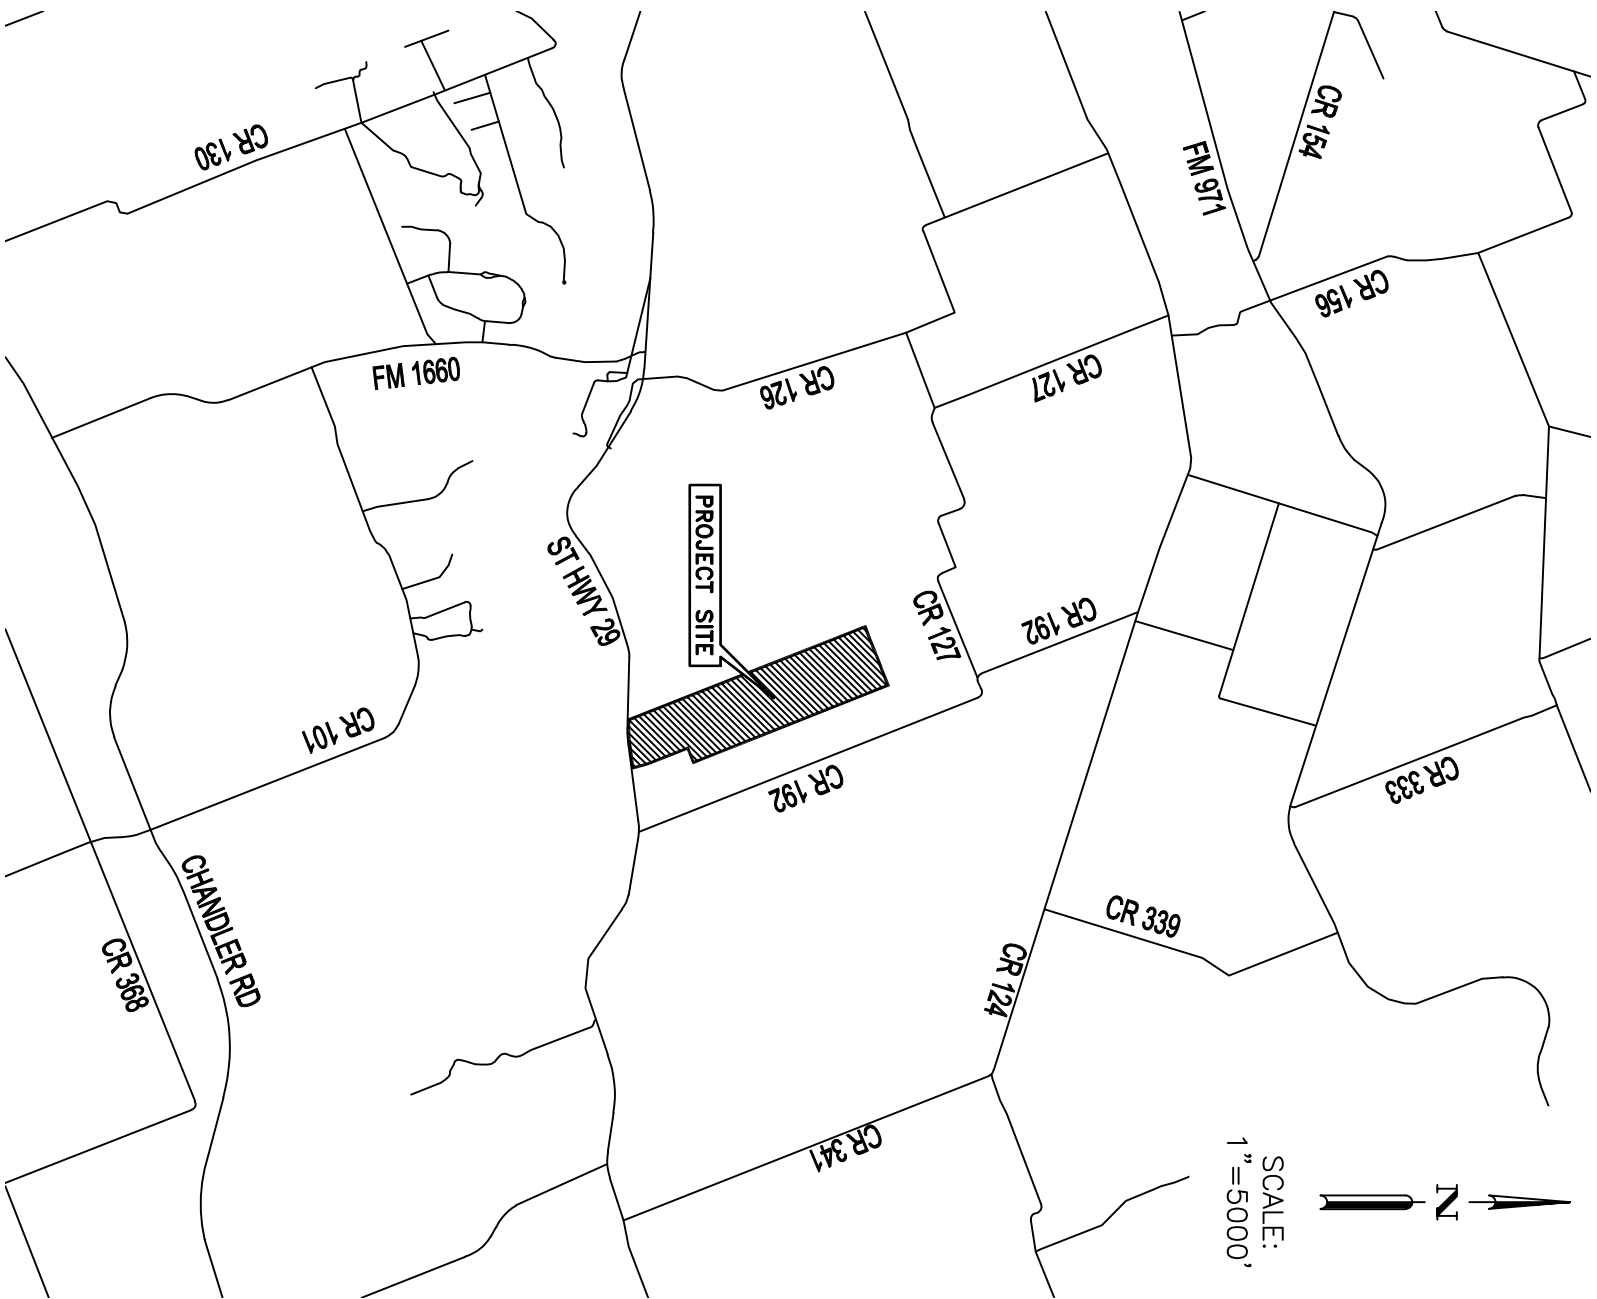 CR 154
FM 971
CR 130
CR 156
FM 1660
CR 126
CR 127
PROJECT SITE
ST HWY 29
CR 127
CR 192
CR 101
CR 192
CR 333
CHANDLER RD
CR 339
CR 368
CR 124
CR 341
N
SCALE:
1"=5000'